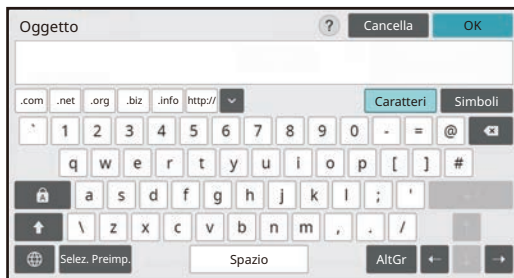 Oggetto ? Cancella OK
.com .net .org .biz .info http:// Caratteri Simboli
` 1 2 3 4 5 6 7 8 9 0 - = @
q w e r t y u i o p [ ] #
A a s d f g h j k l ; '
\ z x c v b n m , . /
Selez. Preimp. Spazio AltGr